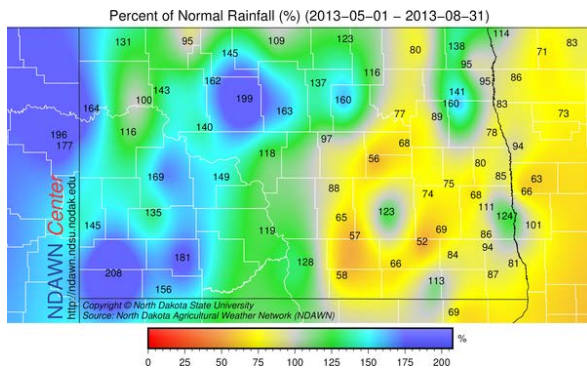 Percent of Normal Rainfall (%) (2013-05-01 - 2013-08-31)
131 95 109 123 80 138 114 83
145 71
143 162 137 116 95 95 86
164 100 199 163 160 141 160 83 73
116 140 77 89 78
196 177 97 68 94
118 56 80
169 149 88 74 75 85 63 66
68
135 65 123 111 124 101
145 119 57 69 86
52 94
208 181 128 58 66 84 87 81
156 113
69
NDAWN Center
http://ndawn.ndsu.nodak.edu
Copyright © North Dakota State University
Source: North Dakota Agricultural Weather Network (NDAWN)
%
0 25 50 75 100 125 150 175 200